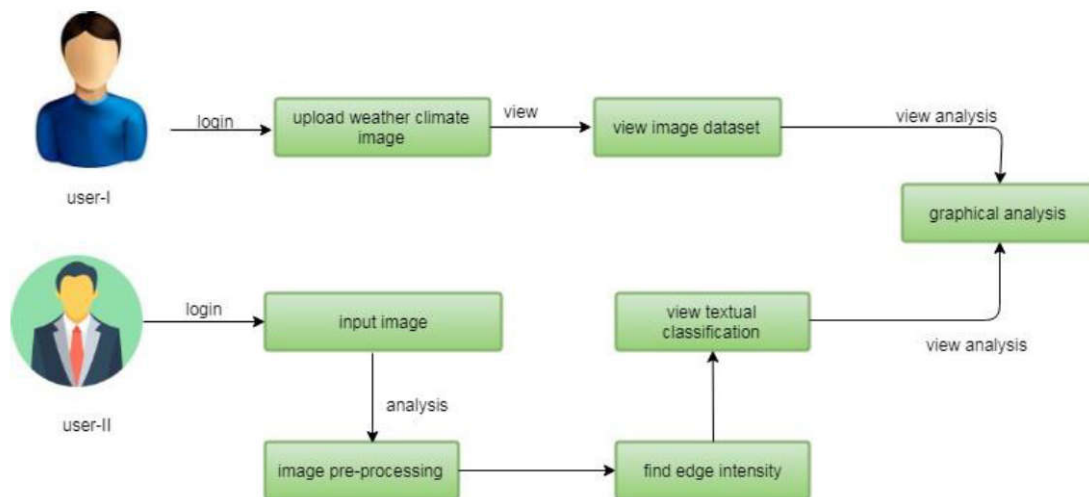 login
upload weather climate
image
view
view image dataset
view analysis
user-I
graphical analysis
login
input image
view textual
classification
view analysis
user-II
analysis
image pre-processing
find edge intensity